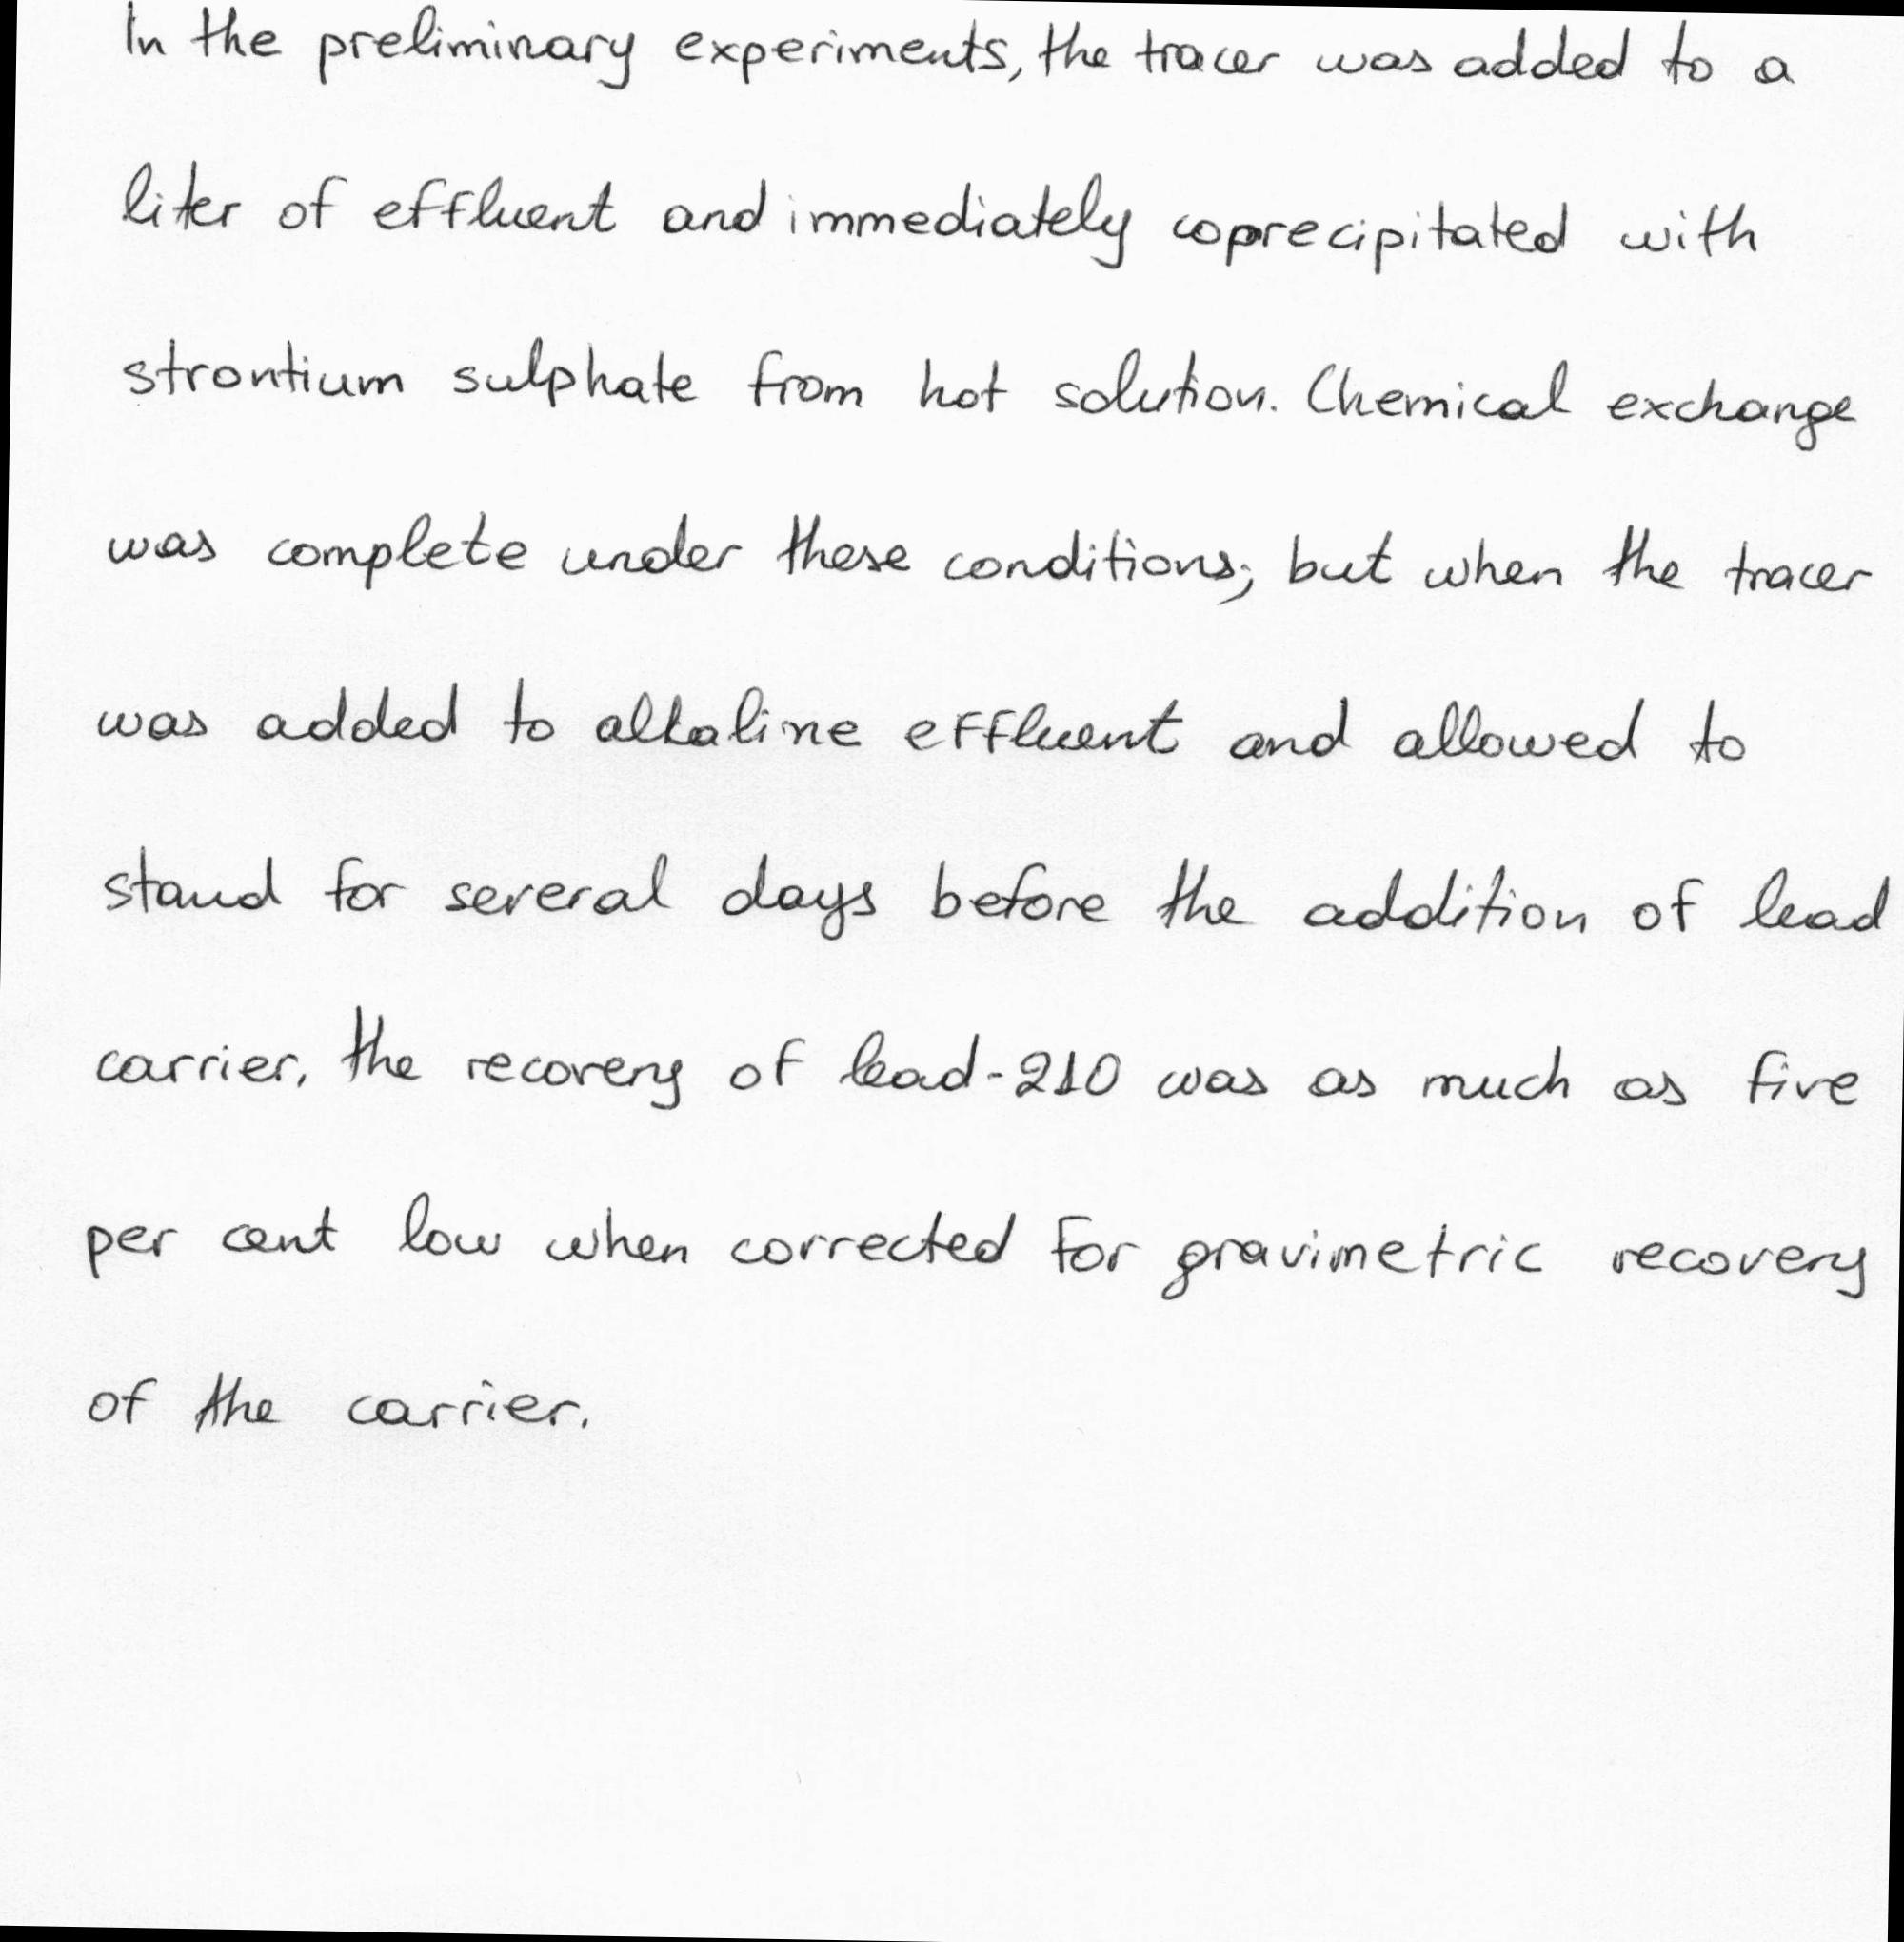 In the preliminary experiments, the tracer was added to a
liter of effluent and immediately coprecipitated with
strontium sulphate from hot solution. Chemical exchange
was complete under these conditions; but when the tracer
was added to alkaline effluent and allowed to
stand for several days before the addition of lead
carrier, the recovery of lead-210 was as much as five
per cent low when corrected for gravimetric recovery
of the carrier.